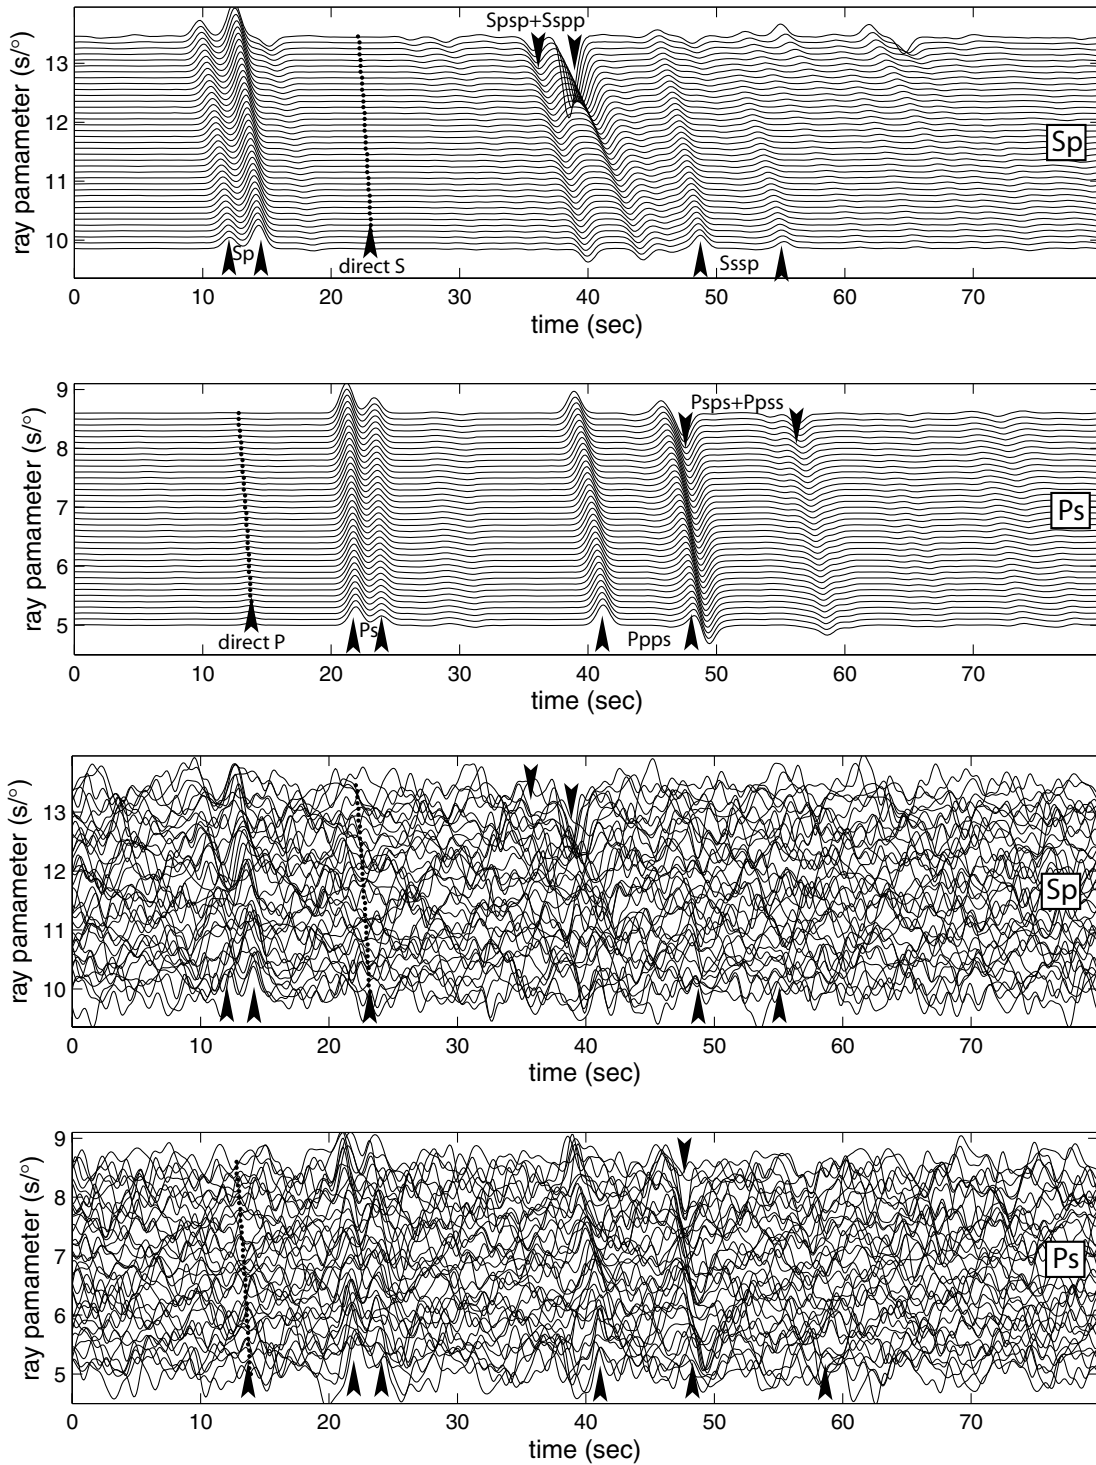 Spsp+Sspp
ray pamameter (s/°)
13
12
11
10
Sp
Sp
direct S
Sssp
0 10 20 30 40 50 60 70
time (sec)
ray pamameter (s/°)
9
8
7
6
5
Psps+Ppss
Ps
direct P
Ps
Ppps
0 10 20 30 40 50 60 70
time (sec)
ray pamameter (s/°)
13
12
11
10
Sp
0 10 20 30 40 50 60 70
time (sec)
ray pamameter (s/°)
9
8
7
6
5
Ps
0 10 20 30 40 50 60 70
time (sec)